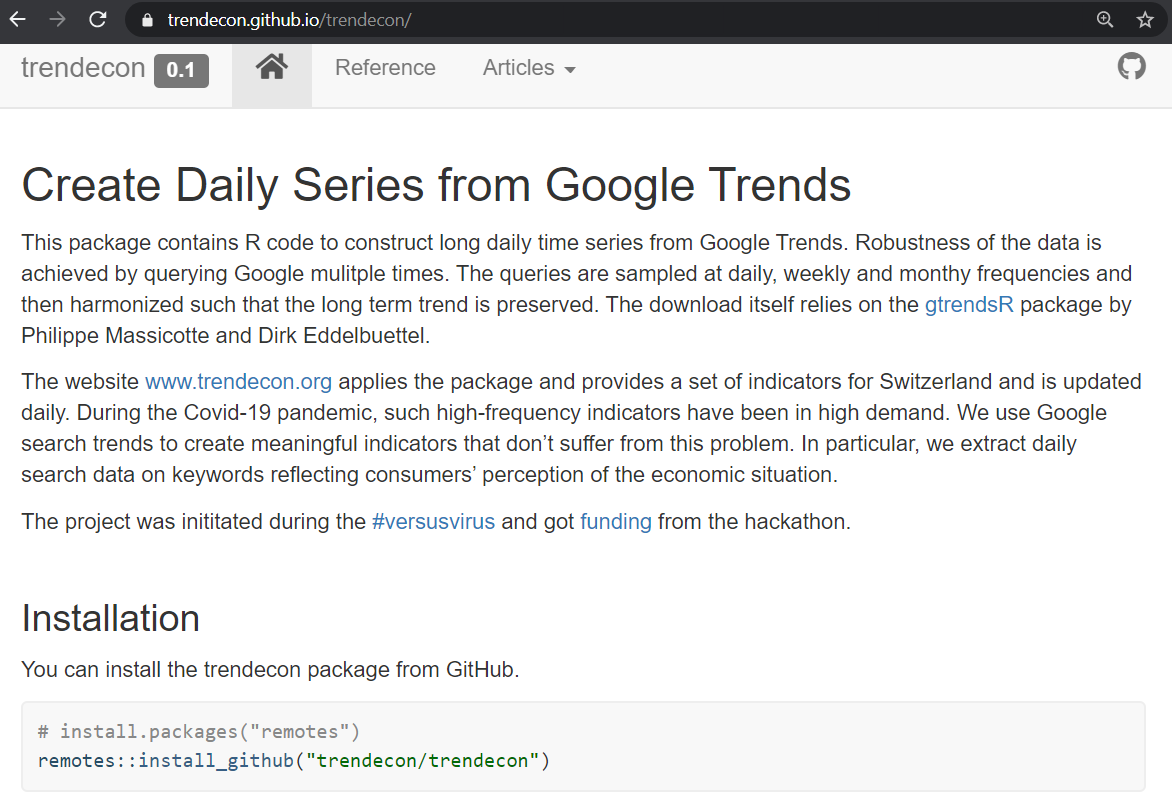 trendecon.github.io/trendecon/
trendecon 0.1 Reference Articles
Create Daily Series from Google Trends
This package contains R code to construct long daily time series from Google Trends. Robustness of the data is
achieved by querying Google mulitple times. The queries are sampled at daily, weekly and monthy frequencies and
then harmonized such that the long term trend is preserved. The download itself relies on the gtrendsR package by
Philippe Massicotte and Dirk Eddelbuettel.
The website www.trendecon.org applies the package and provides a set of indicators for Switzerland and is updated
daily. During the Covid-19 pandemic, such high-frequency indicators have been in high demand. We use Google
search trends to create meaningful indicators that don’t suffer from this problem. In particular, we extract daily
search data on keywords reflecting consumers’ perception of the economic situation.
The project was inititated during the #versusvirus and got funding from the hackathon.
Installation
You can install the trendecon package from GitHub.
# install.packages("remotes")
remotes::install_github("trendecon/trendecon")